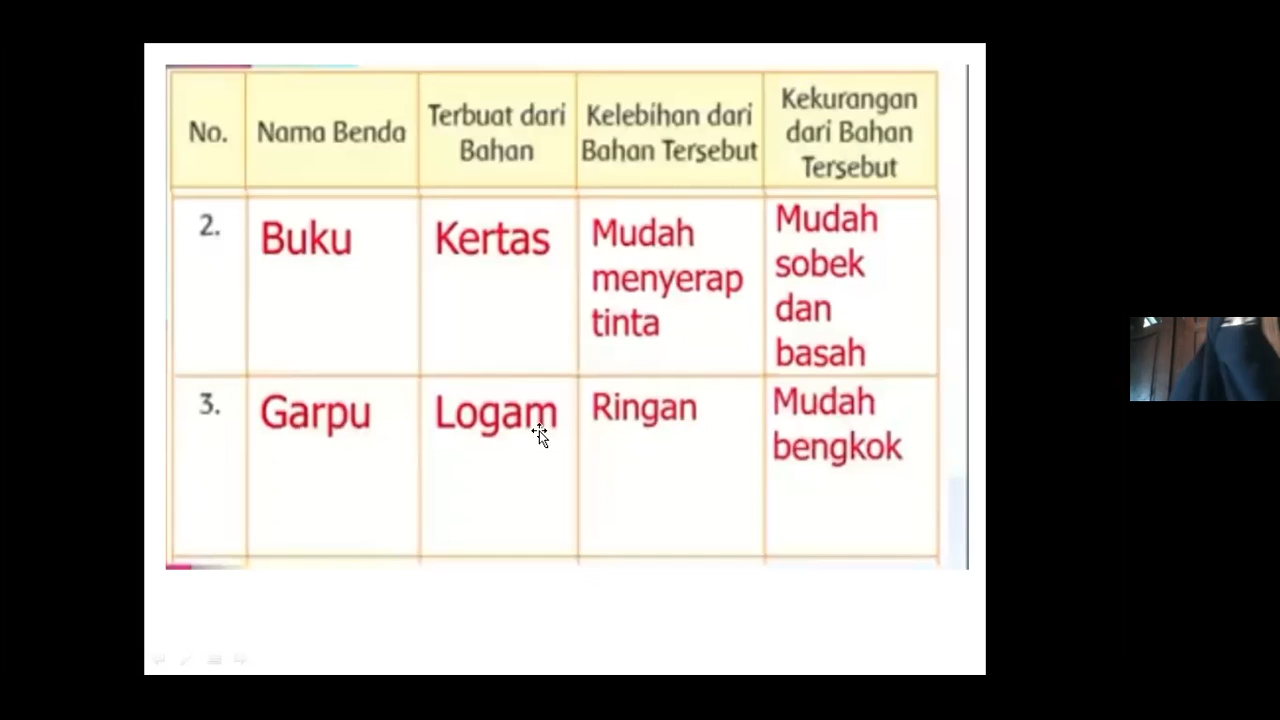 No.
Nama Benda
Terbuat dari
Bahan
Kelebihan dari
Bahan Tersebut
Kekurangan
dari Bahan
Tersebut
2.
Buku
Kertas
Mudah
menyerap
tinta
Mudah
sobek
dan
basah
3.
Garpu
Logam
Ringan
Mudah
bengkok